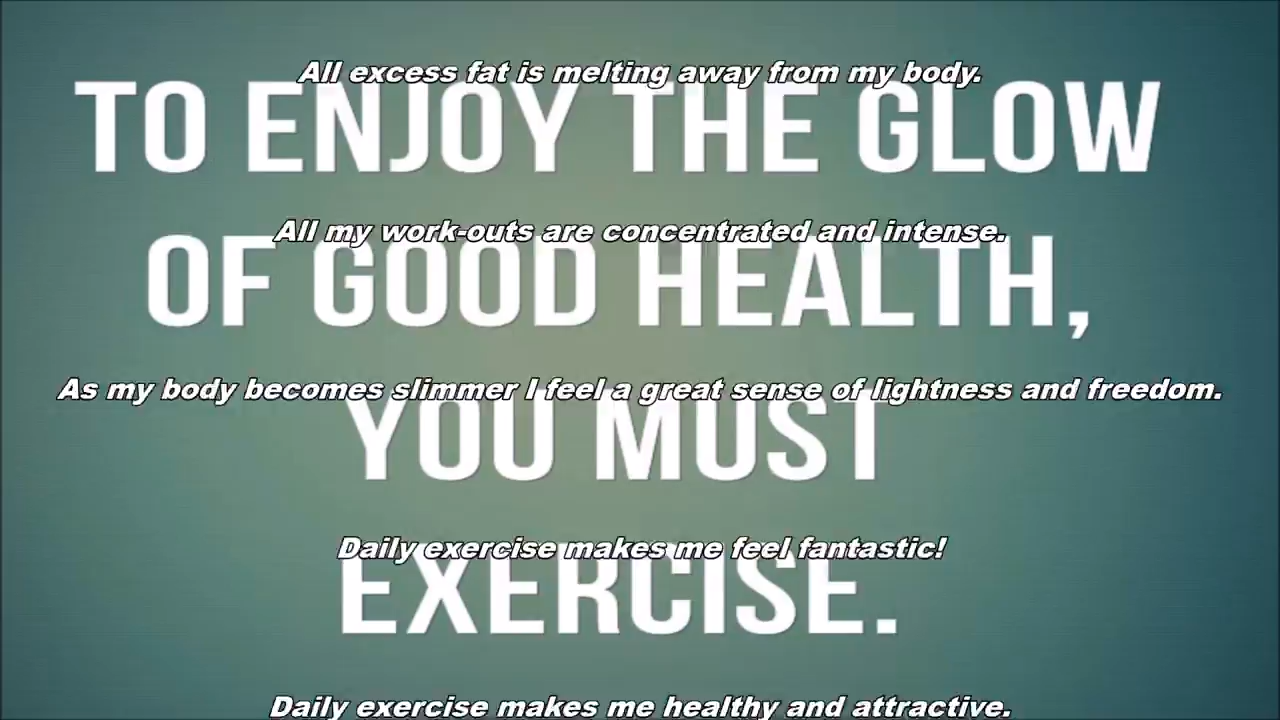 All excess fat is melting away from my body.
TO ENJOY THE GLOW
All my work-outs are concentrated and intense.
OF GOOD HEALTH,
As my body becomes slimmer I feel a great sense of lightness and freedom.
YOU MUST
Daily exercise makes me feel fantastic!
EXERCISE.
Daily exercise makes me healthy and attractive.